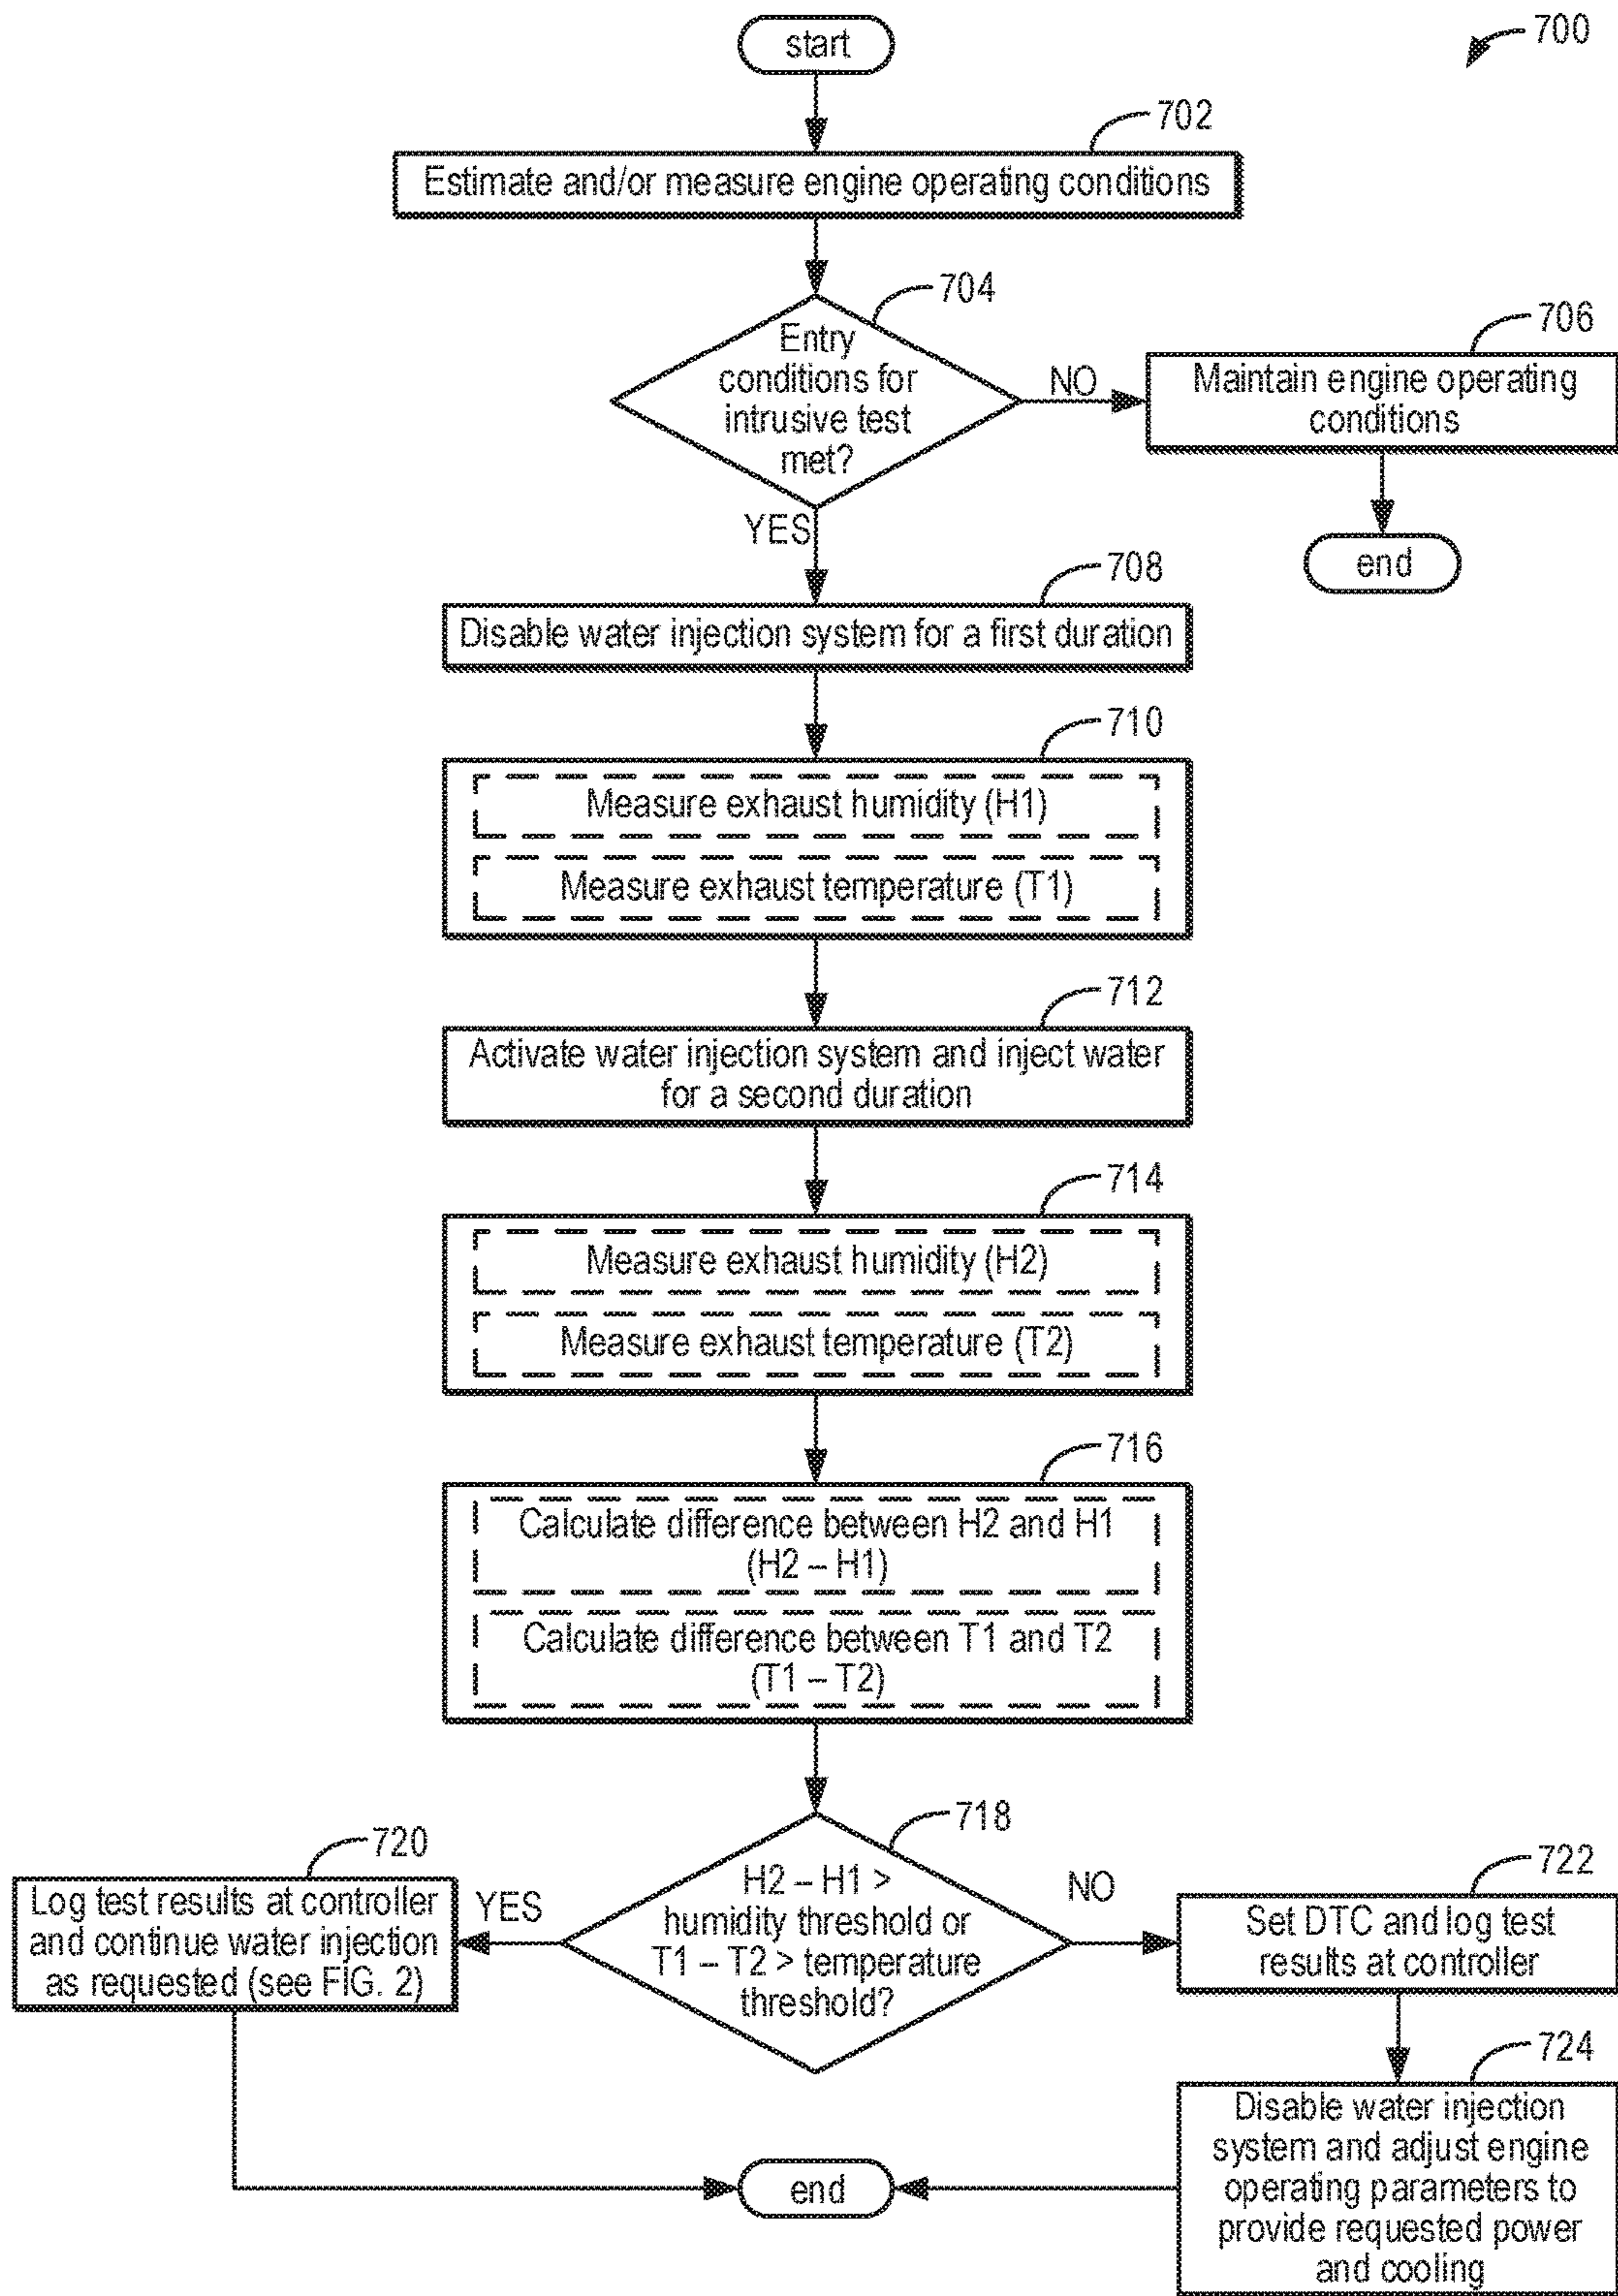 start
700
702
Estimate and/or measure engine operating conditions
704
Entry
conditions for
intrusive test
met?
NO
706
Maintain engine operating
conditions
end
YES
708
Disable water injection system for a first duration
710
Measure exhaust humidity (H1)
Measure exhaust temperature (T1)
712
Activate water injection system and inject water
for a second duration
714
Measure exhaust humidity (H2)
Measure exhaust temperature (T2)
716
Calculate difference between H2 and H1
(H2 – H1)
Calculate difference between T1 and T2
(T1 – T2)
718
H2 – H1 >
humidity threshold or
T1 – T2 > temperature
threshold?
YES
720
Log test results at controller
and continue water injection
as requested (see FIG. 2)
NO
722
Set DTC and log test
results at controller
724
Disable water injection
system and adjust engine
operating parameters to
provide requested power
and cooling
end